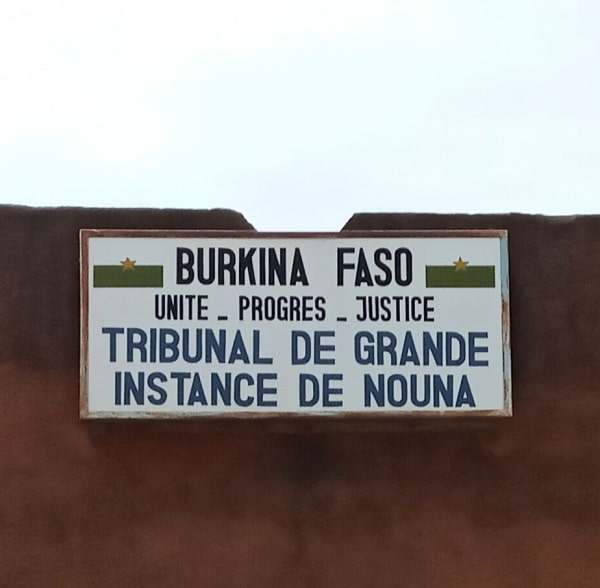 BURKINA FASO
UNITE _ PROGRES _ JUSTICE
TRIBUNAL DE GRANDE
INSTANCE DE NOUNA